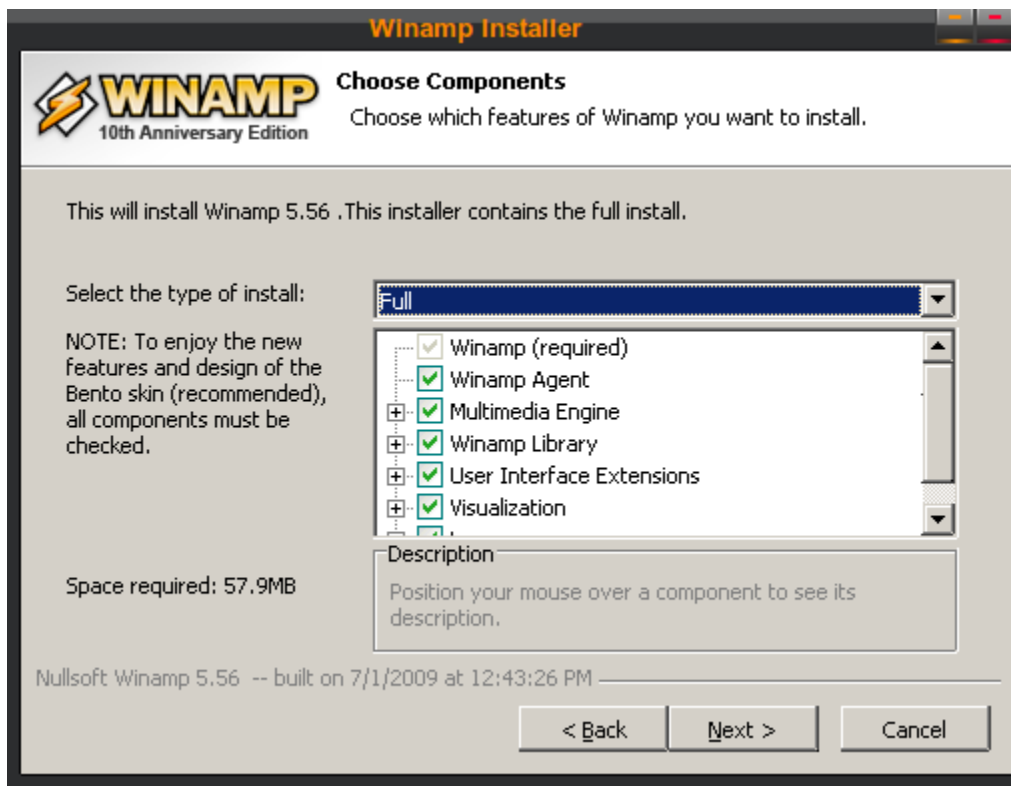 Winamp Installer
WINAMP
10th Anniversary Edition
Choose Components
Choose which features of Winamp you want to install.
This will install Winamp 5.56 .This installer contains the full install.
Select the type of install:
Full
NOTE: To enjoy the new
features and design of the
Bento skin (recommended),
all components must be
checked.
Winamp (required)
Winamp Agent
Multimedia Engine
Winamp Library
User Interface Extensions
Visualization
Space required: 57.9MB
Description
Position your mouse over a component to see its
description.
Nullsoft Winamp 5.56 -- built on 7/1/2009 at 12:43:26 PM
< Back
Next >
Cancel